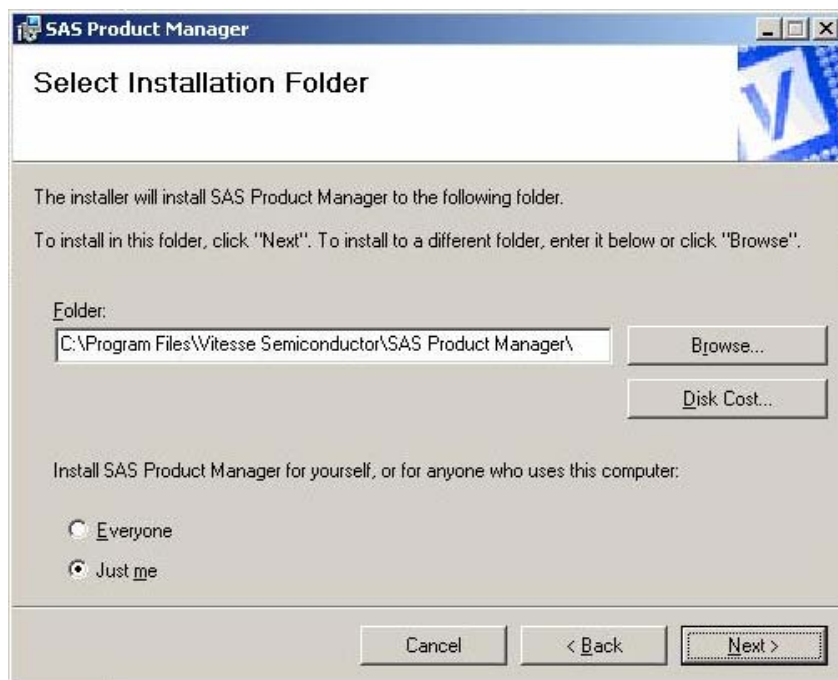 SAS Product Manager
Select Installation Folder
V
The installer will install SAS Product Manager to the following folder.
To install in this folder, click "Next". To install to a different folder, enter it below or click "Browse".
Folder:
C:\Program Files\Vitesse Semiconductor\SAS Product Manager\
Browse...
Disk Cost...
Install SAS Product Manager for yourself, or for anyone who uses this computer:
Everyone
Just me
Cancel
< Back
Next >